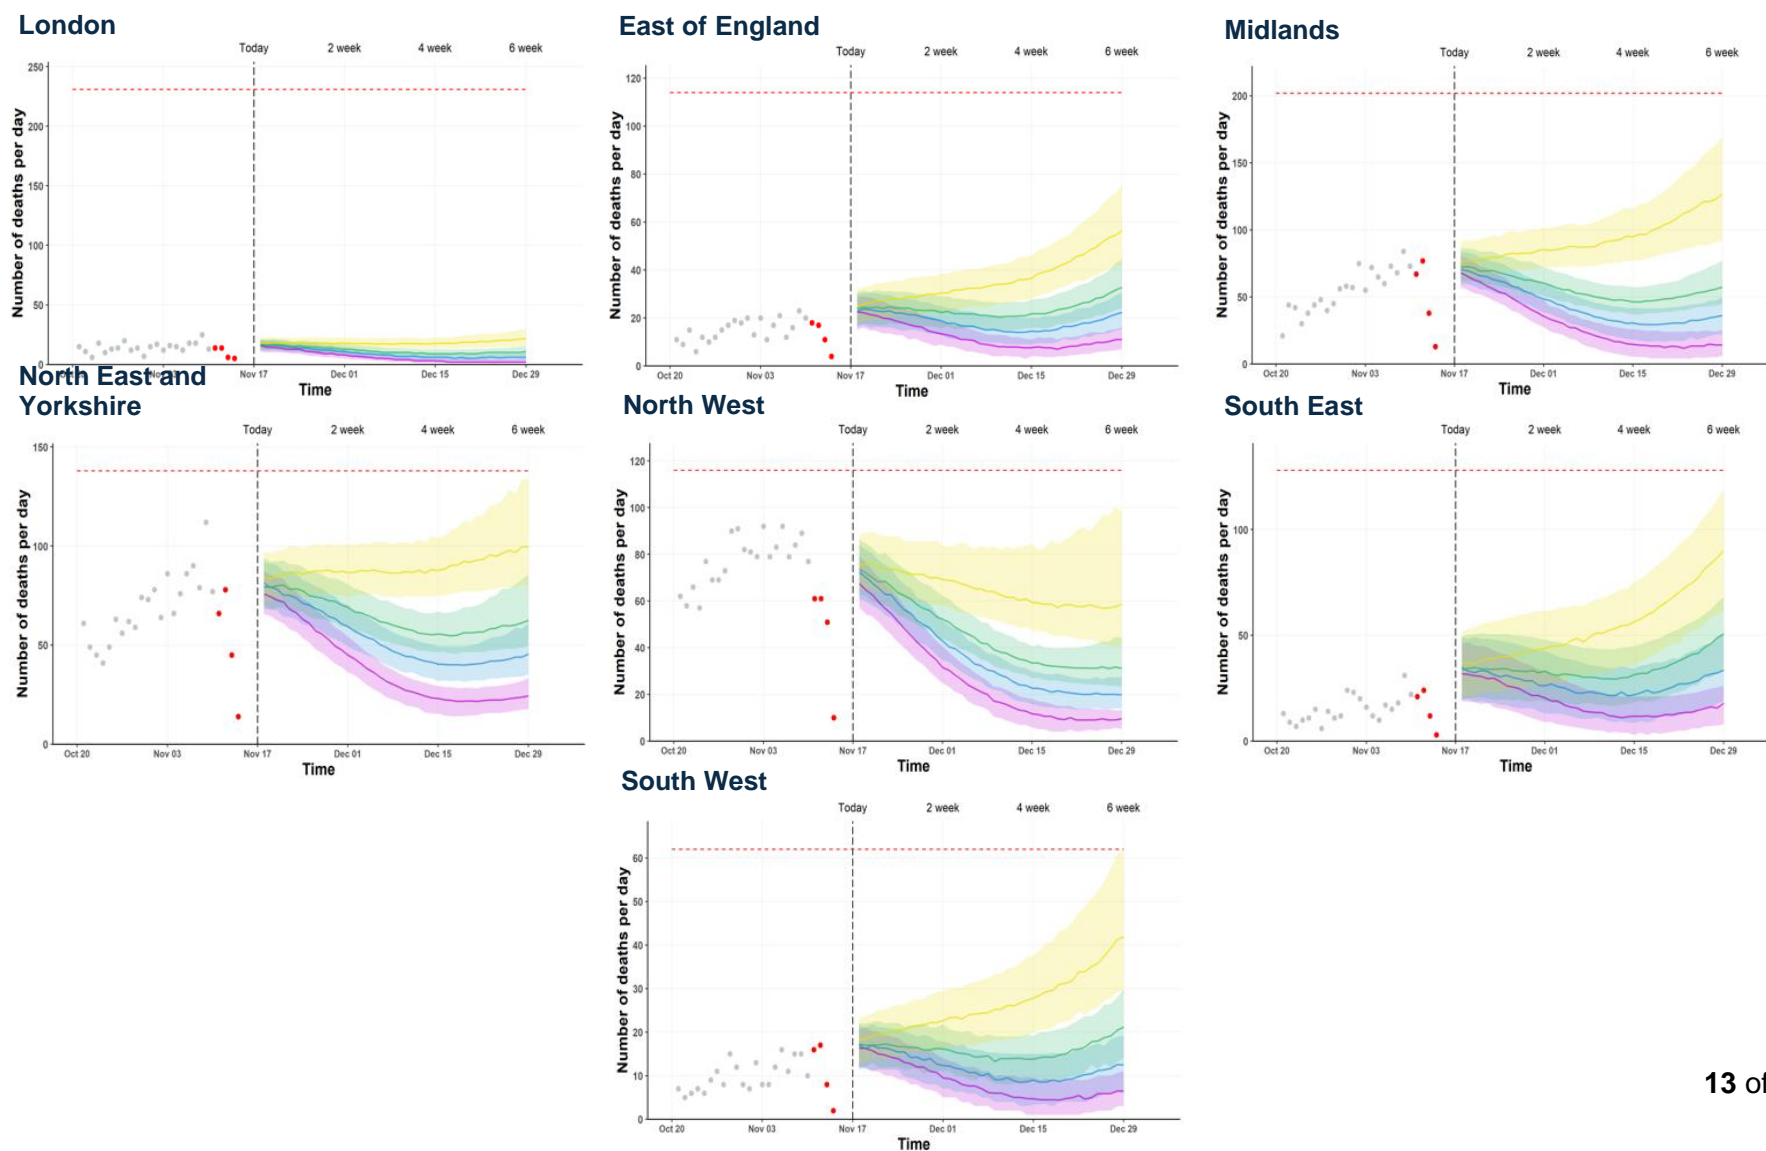 London
Today 2 week 4 week 6 week
Number of deaths per day
250
200
150
100
50
0
Nov 17 Dec 01 Dec 15 Dec 29
Time
East of England
Today 2 week 4 week 6 week
Number of deaths per day
120
100
80
60
40
20
0
Oct 20 Nov 03 Nov 17 Dec 01 Dec 15 Dec 29
Time
Midlands
Today 2 week 4 week 6 week
Number of deaths per day
200
150
100
50
0
Oct 20 Nov 03 Nov 17 Dec 01 Dec 15 Dec 29
Time
North East and
Yorkshire
Today 2 week 4 week 6 week
Number of deaths per day
150
100
50
0
Oct 20 Nov 03 Nov 17 Dec 01 Dec 15 Dec 29
Time
North West
Today 2 week 4 week 6 week
Number of deaths per day
120
100
80
60
40
20
0
Oct 20 Nov 03 Nov 17 Dec 01 Dec 15 Dec 29
Time
South East
Today 2 week 4 week 6 week
Number of deaths per day
100
50
0
Oct 20 Nov 03 Nov 17 Dec 01 Dec 15 Dec 29
Time
South West
Today 2 week 4 week 6 week
Number of deaths per day
60
50
40
30
20
10
0
Oct 20 Nov 03 Nov 17 Dec 01 Dec 15 Dec 29
Time
13 of